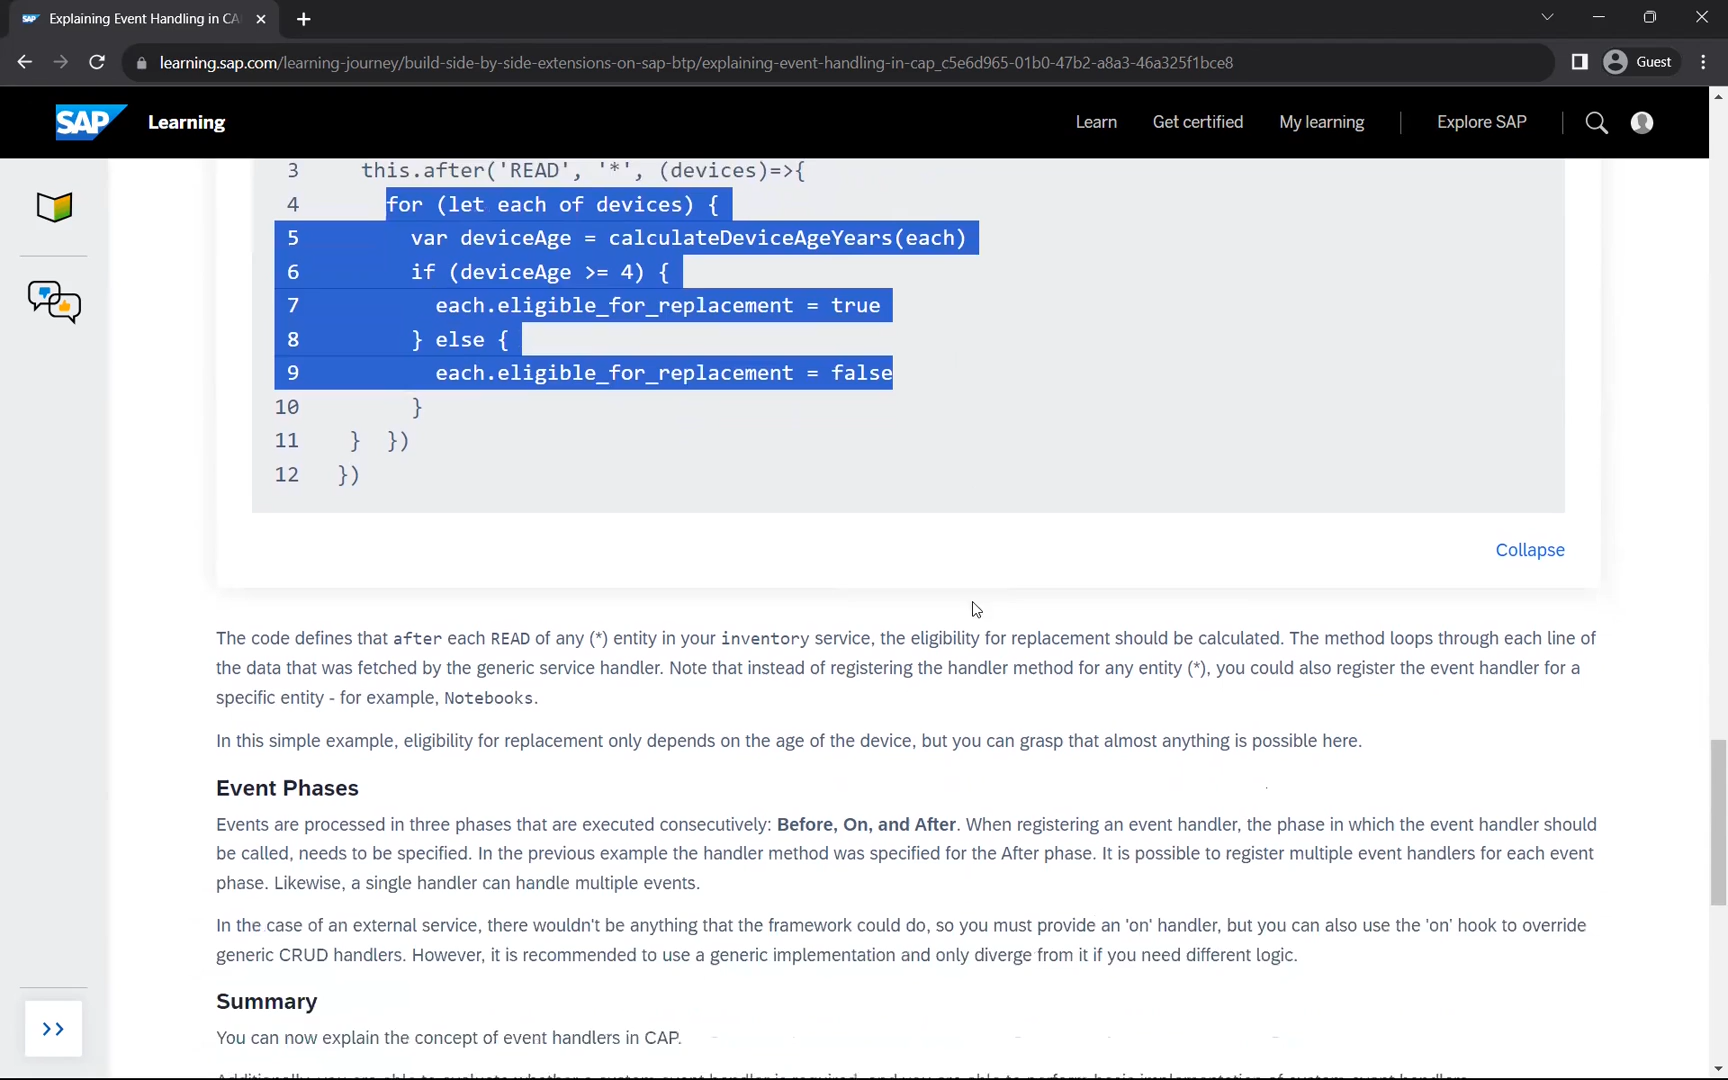 Explaining Event Handling in CA
learning.sap.com/learning-journey/build-side-by-side-extensions-on-sap-btp/explaining-event-handling-in-cap_c5e6d965-01b0-47b2-a8a3-46a325f1bce8
Guest
SAP Learning
Learn Get certified My learning Explore SAP
3 this.after('READ', '*', (devices)=>{
4 for (let each of devices) {
5 var deviceAge = calculateDeviceAgeYears(each)
6 if (deviceAge >= 4) {
7 each.eligible_for_replacement = true
8 } else {
9 each.eligible_for_replacement = false
10 }
11 } })
12 })
Collapse
The code defines that after each READ of any (*) entity in your inventory service, the eligibility for replacement should be calculated. The method loops through each line of
the data that was fetched by the generic service handler. Note that instead of registering the handler method for any entity (*), you could also register the event handler for a
specific entity - for example, Notebooks.
In this simple example, eligibility for replacement only depends on the age of the device, but you can grasp that almost anything is possible here.
Event Phases
Events are processed in three phases that are executed consecutively: Before, On, and After. When registering an event handler, the phase in which the event handler should
be called, needs to be specified. In the previous example the handler method was specified for the After phase. It is possible to register multiple event handlers for each event
phase. Likewise, a single handler can handle multiple events.
In the case of an external service, there wouldn't be anything that the framework could do, so you must provide an 'on' handler, but you can also use the 'on' hook to override
generic CRUD handlers. However, it is recommended to use a generic implementation and only diverge from it if you need different logic.
Summary
You can now explain the concept of event handlers in CAP.